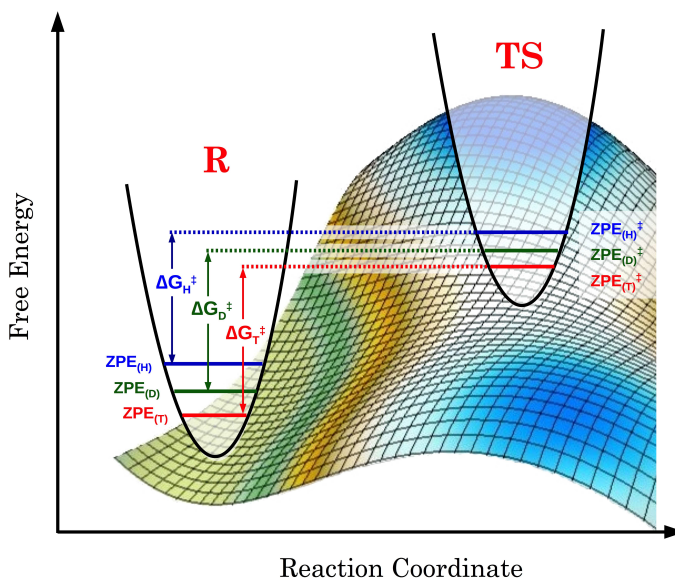 TS
R
Free Energy
ZPE(H)‡
ZPE(D)‡
ZPE(T)‡
ΔGH‡
ΔGD‡
ΔGT‡
ZPE(H)
ZPE(D)
ZPE(T)
Reaction Coordinate